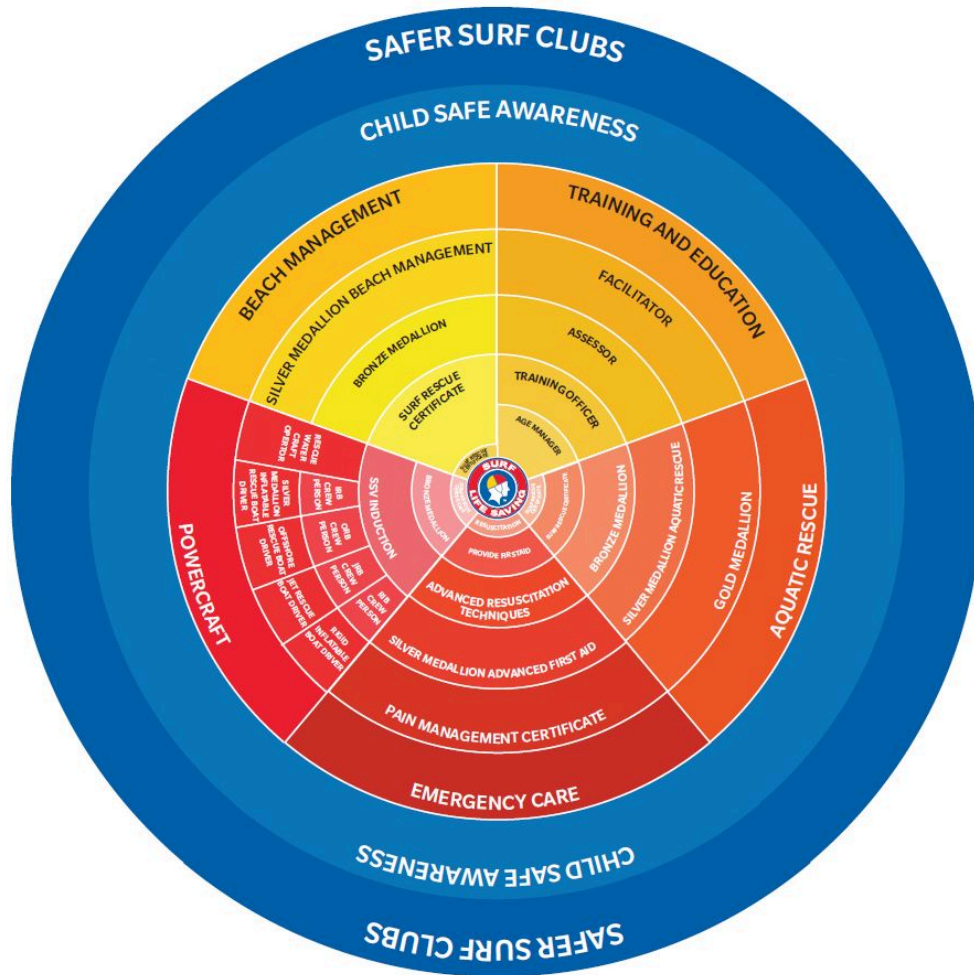 SAFER SURF CLUBS
CHILD SAFE AWARENESS
BEACH MANAGEMENT
SILVER MEDALLION BEACH MANAGEMENT
BRONZE MEDALLION
SURF RESCUE
CERTIFICATE
TRAINING AND EDUCATION
FACILITATOR
ASSESSOR
TRAINING OFFICER
AGE MANAGER
AQUATIC RESCUE
GOLD MEDALLION
SILVER MEDALLION AQUATIC RESCUE
BRONZE MEDALLION
SURF RESCUE CERTIFICATE
EMERGENCY CARE
PAIN MANAGEMENT CERTIFICATE
SILVER MEDALLION ADVANCED FIRST AID
ADVANCED RESUSCITATION
TECHNIQUES
PROVIDE FIRST AID
RESUSCITATION
POWERCRAFT
RESCUE
WATER
CRAFT
OPERTOR
SILVER
MEDALLION
INFLATABLE
RESCUE BOAT
DRIVER
OFFSHORE
RESCUE BOAT
DRIVER
JET RESCUE
BOAT DRIVER
RIGID
INFLATABLE
BOAT DRIVER
IRB
CREW
PERSON
ORB
CREW
PERSON
JRB
CREW
PERSON
RIB
CREW
PERSON
SSV INDUCTION
BRONZE MEDALLION
SURF
LIFE SAVING
CHILD SAFE AWARENESS
SAFER SURF CLUBS